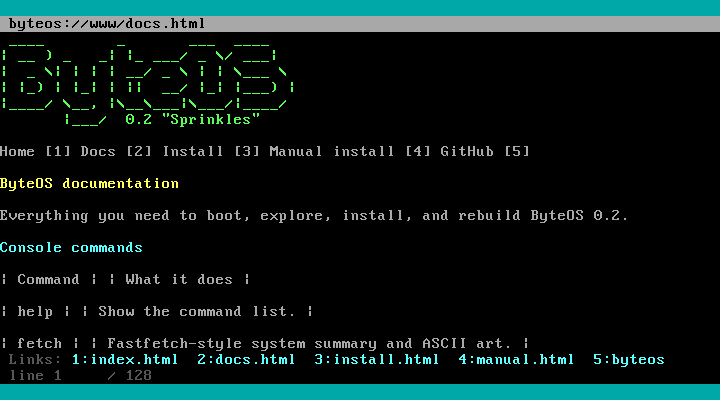 byteos://www/docs.html
ByteOS
0.2 "Sprinkles"
Home [1] Docs [2] Install [3] Manual install [4] GitHub [5]
ByteOS documentation
Everything you need to boot, explore, install, and rebuild ByteOS 0.2.
Console commands
¦ Command ¦ ¦ What it does ¦
¦ help ¦ ¦ Show the command list. ¦
¦ fetch ¦ ¦ Fastfetch-style system summary and ASCII art. ¦
Links: 1:index.html  2:docs.html  3:install.html  4:manual.html  5:byteos
line 1     / 128